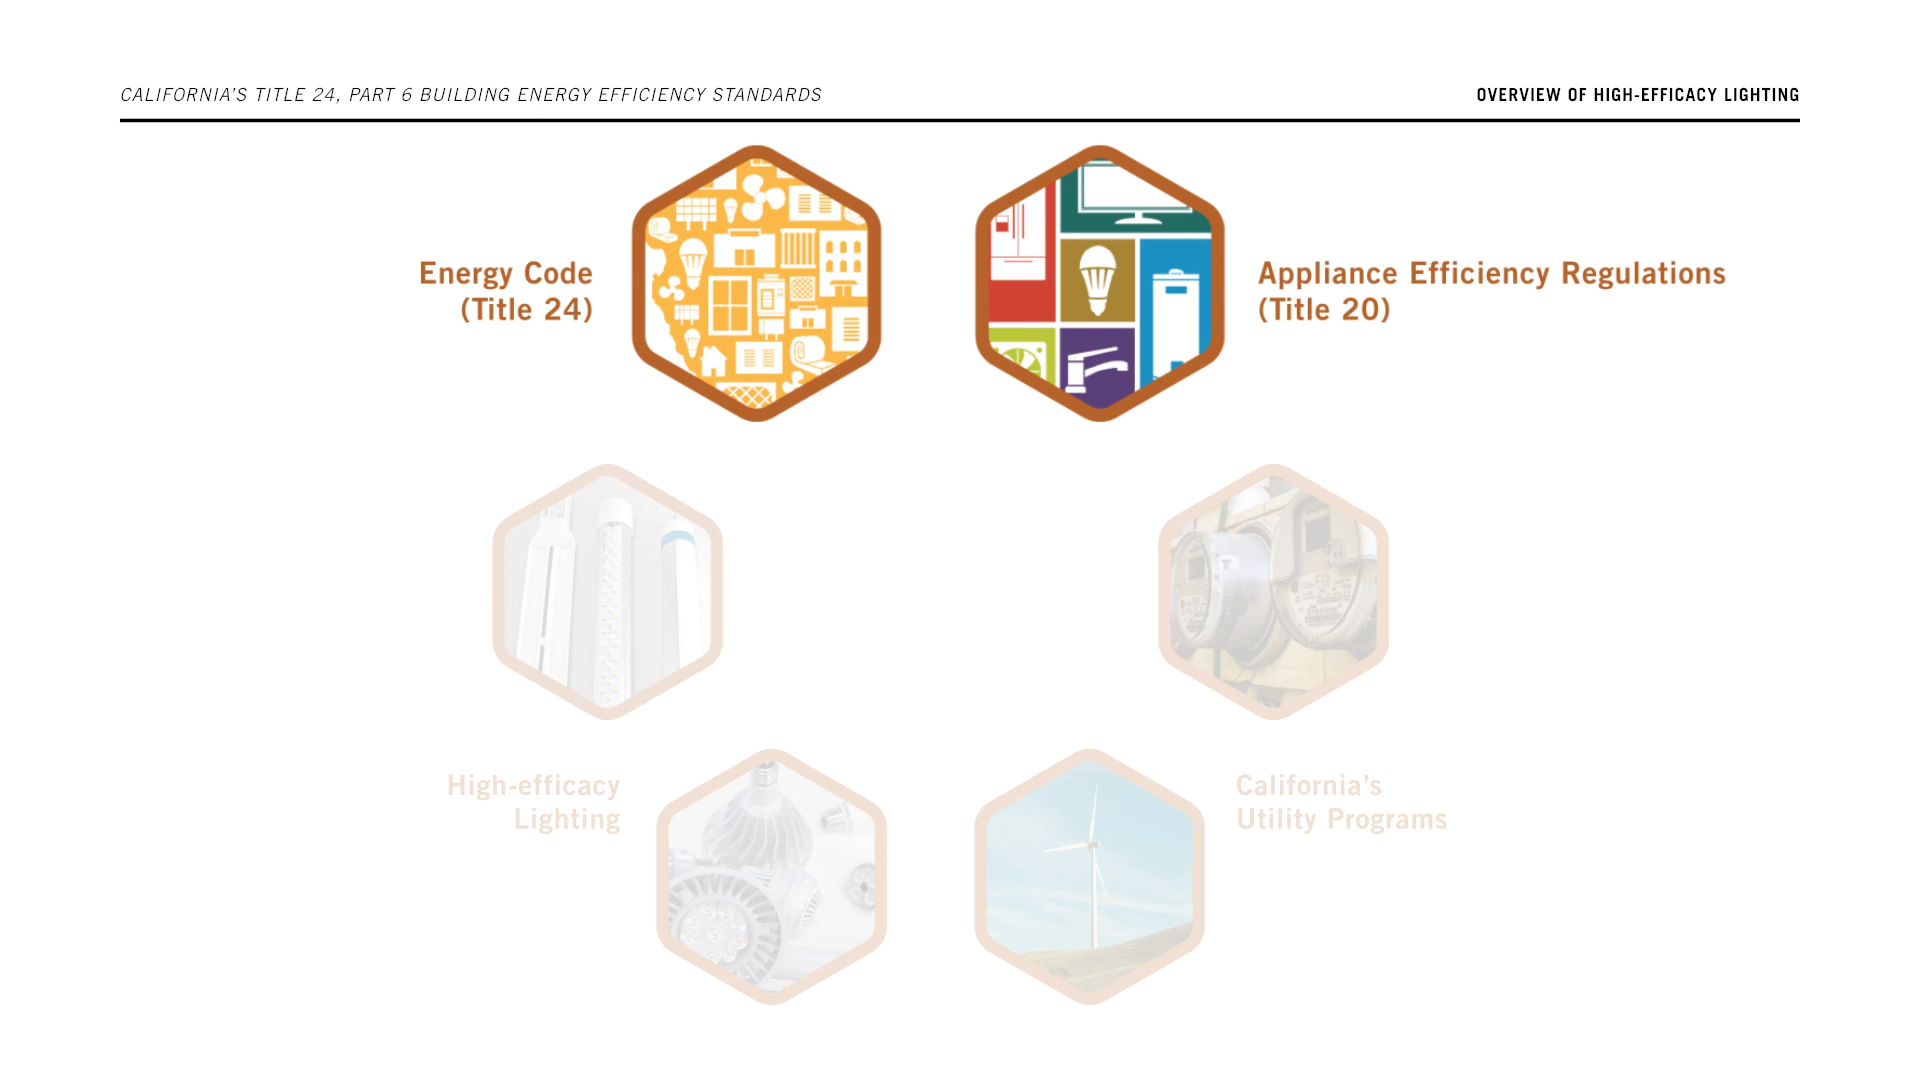 CALIFORNIA'S TITLE 24, PART 6 BUILDING ENERGY EFFICIENCY STANDARDS
OVERVIEW OF HIGH-EFFICACY LIGHTING
Energy Code
(Title 24)
Appliance Efficiency Regulations
(Title 20)
High-efficacy
Lighting
California's
Utility Programs